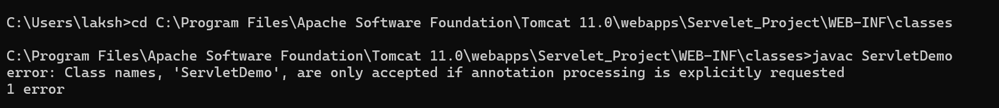 C:\Users\laksh>cd C:\Program Files\Apache Software Foundation\Tomcat 11.0\webapps\Servelet_Project\WEB-INF\classes
C:\Program Files\Apache Software Foundation\Tomcat 11.0\webapps\Servelet_Project\WEB-INF\classes>javac ServletDemo
error: Class names, 'ServletDemo', are only accepted if annotation processing is explicitly requested
1 error